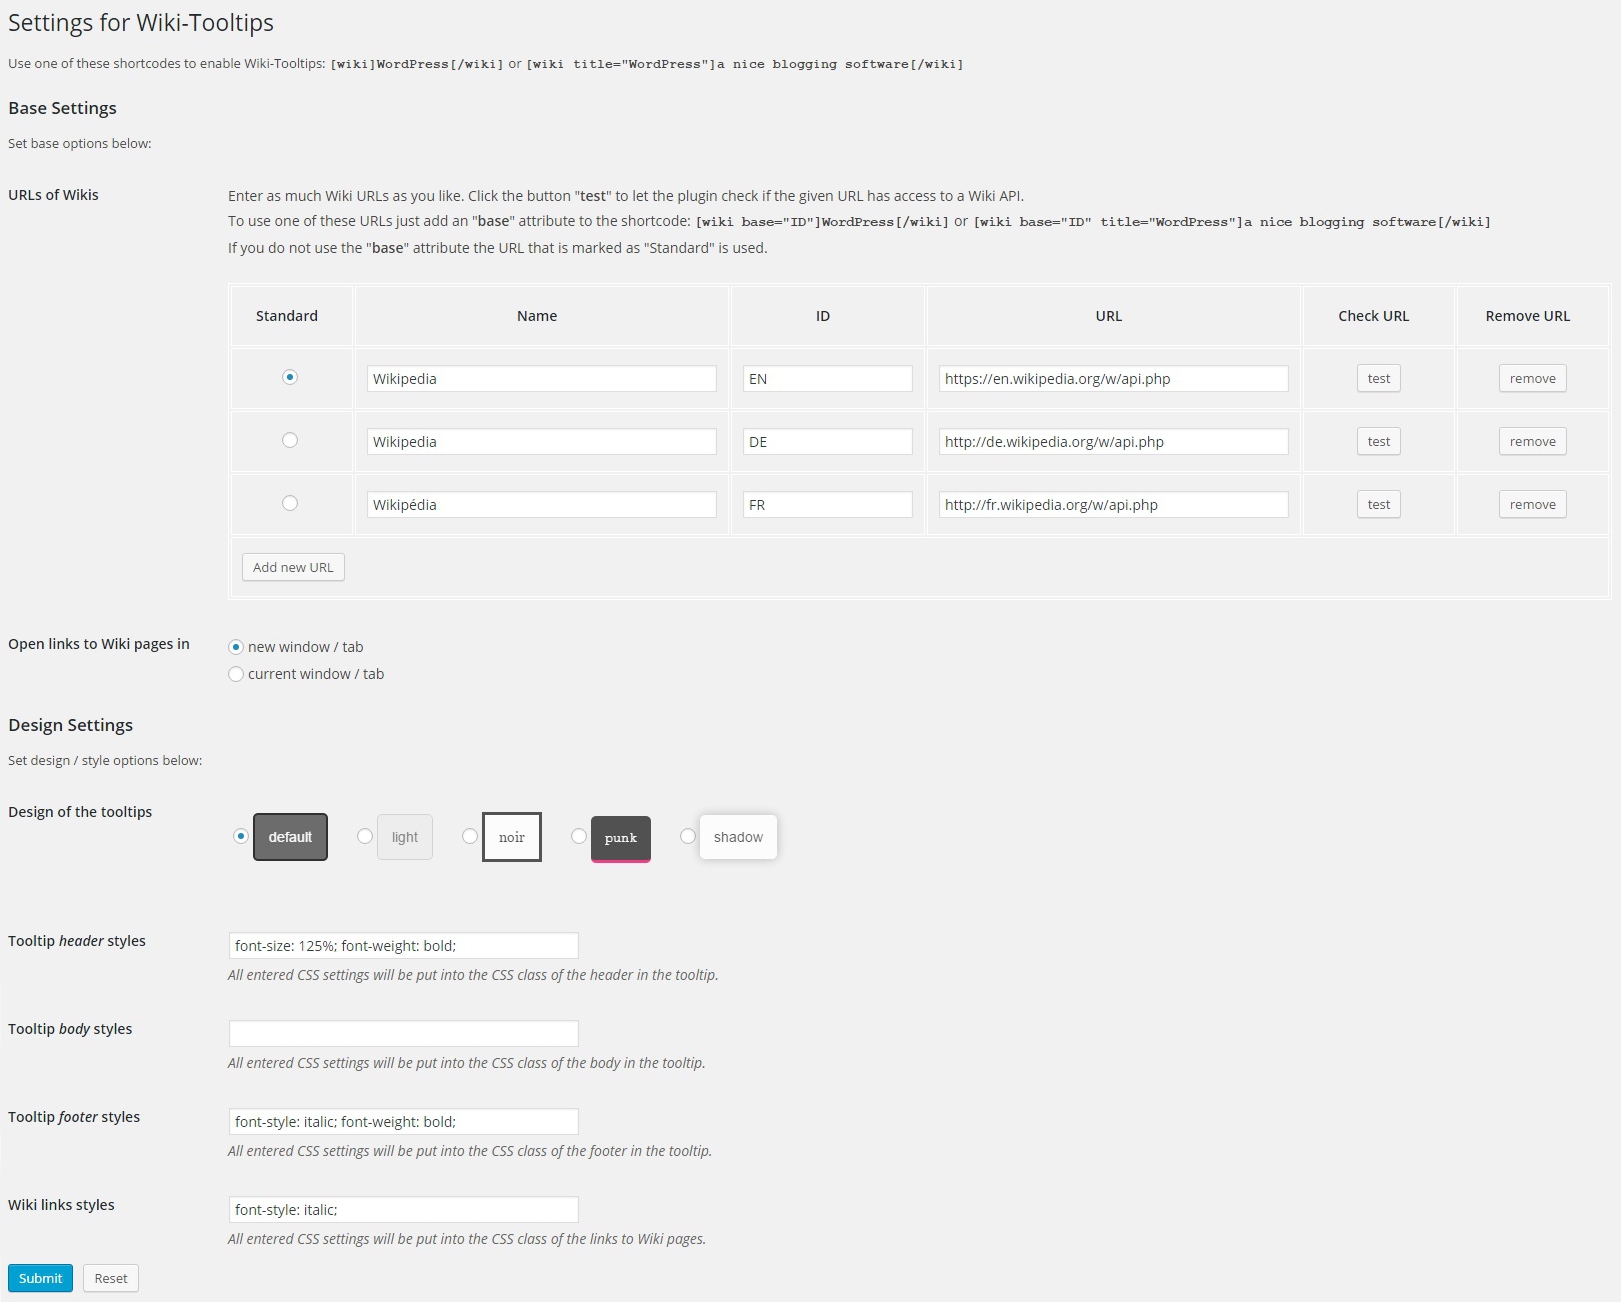 Settings for Wiki-Tooltips
Use one of these shortcodes to enable Wiki-Tooltips: [wiki]WordPress[/wiki] or [wiki title="WordPress"]a nice blogging software[/wiki]
Base Settings
Set base options below:
URLs of Wikis
Enter as much Wiki URLs as you like. Click the button "test" to let the plugin check if the given URL has access to a Wiki API.
To use one of these URLs just add an "base" attribute to the shortcode: [wiki base="ID"]WordPress[/wiki] or [wiki base="ID" title="WordPress"]a nice blogging software[/wiki]
If you do not use the "base" attribute the URL that is marked as "Standard" is used.
Standard Name ID URL Check URL Remove URL
Wikipedia EN https://en.wikipedia.org/w/api.php test remove
Wikipedia DE http://de.wikipedia.org/w/api.php test remove
Wikipédia FR http://fr.wikipedia.org/w/api.php test remove
Add new URL
Open links to Wiki pages in
new window / tab
current window / tab
Design Settings
Set design / style options below:
Design of the tooltips
default light noir punk shadow
Tooltip header styles
font-size: 125%; font-weight: bold;
All entered CSS settings will be put into the CSS class of the header in the tooltip.
Tooltip body styles
All entered CSS settings will be put into the CSS class of the body in the tooltip.
Tooltip footer styles
font-style: italic; font-weight: bold;
All entered CSS settings will be put into the CSS class of the footer in the tooltip.
Wiki links styles
font-style: italic;
All entered CSS settings will be put into the CSS class of the links to Wiki pages.
Submit Reset